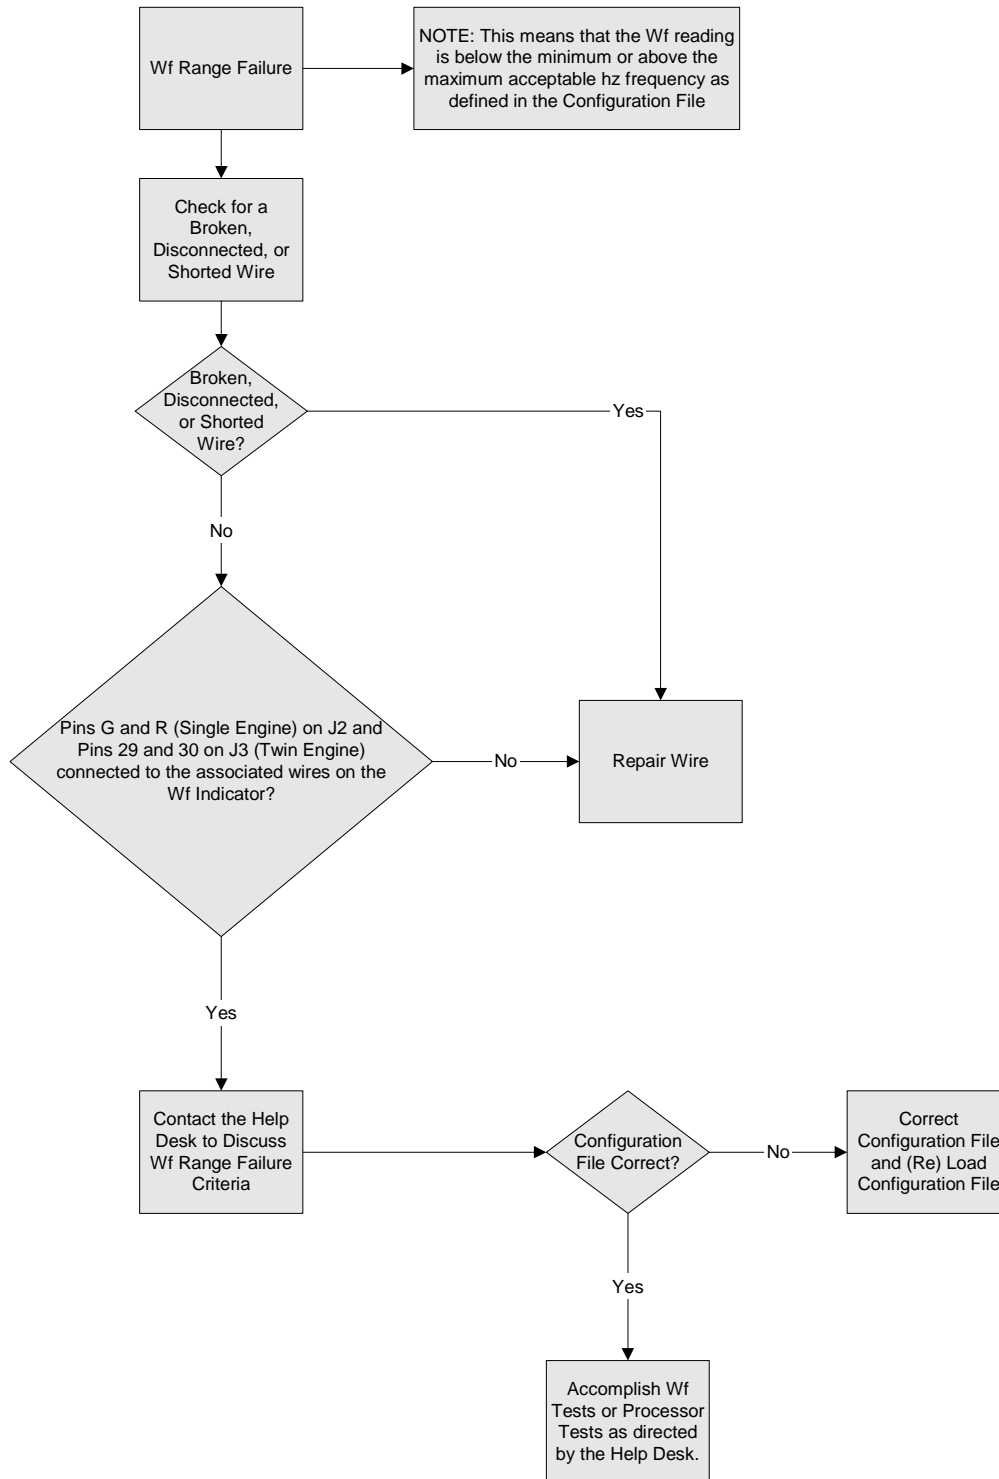 Wf Range Failure
NOTE: This means that the Wf reading
is below the minimum or above the
maximum acceptable hz frequency as
defined in the Configuration File
Check for a
Broken,
Disconnected, or
Shorted Wire
Broken,
Disconnected,
or Shorted
Wire?
Yes
No
Pins G and R (Single Engine) on J2 and
Pins 29 and 30 on J3 (Twin Engine)
connected to the associated wires on the
Wf Indicator?
No
Repair Wire
Yes
Contact the Help
Desk to Discuss
Wf Range Failure
Criteria
Configuration
File Correct?
No
Correct
Configuration File
and (Re) Load
Configuration File
Yes
Accomplish Wf
Tests or Processor
Tests as directed
by the Help Desk.